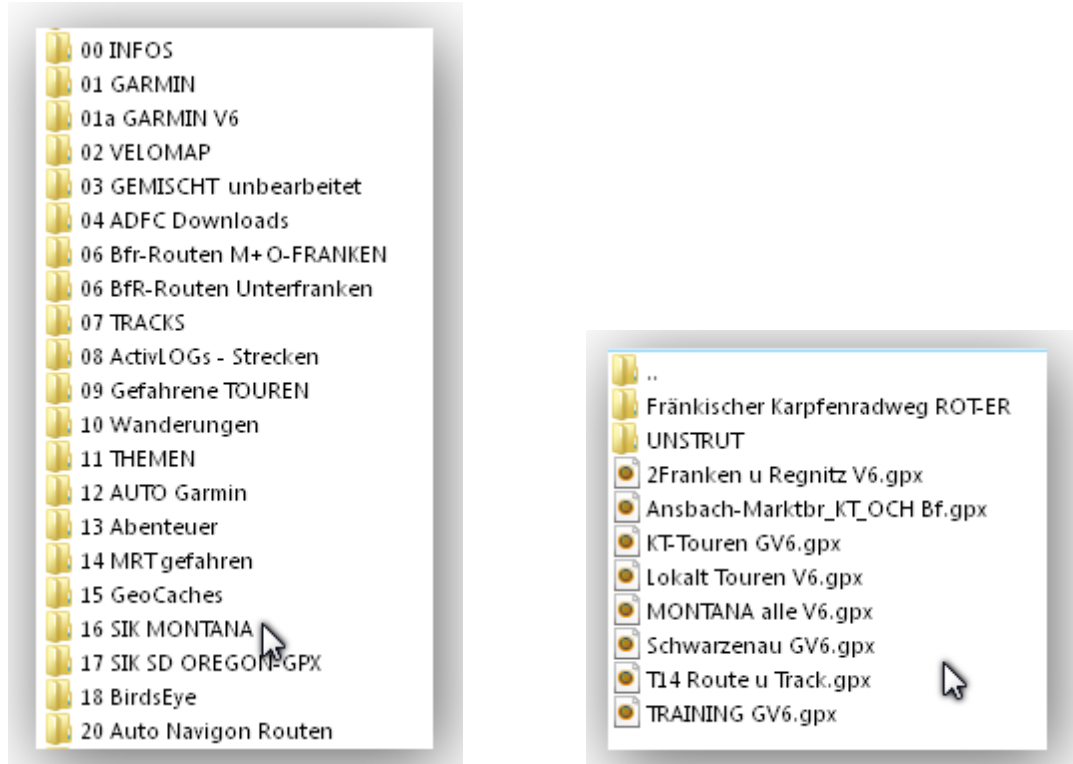 00 INFOS
01 GARMIN
01a GARMIN V6
02 VELOMAP
03 GEMISCHT unbearbeitet
04 ADFC Downloads
06 Bfr-Routen M+O-FRANKEN
06 BfR-Routen Unterfranken
07 TRACKS
08 ActivLOGs - Strecken
09 Gefahrene TOUREN
10 Wanderungen
11 THEMEN
12 AUTO Garmin
13 Abenteuer
14 MRT gefahren
15 GeoCaches
16 SIK MONTANA
17 SIK SD OREGON-GPX
18 BirdsEye
20 Auto Navigon Routen
..
Fränkischer Karpfenradweg ROT-ER
UNSTRUT
2Franken u Regnitz V6.gpx
Ansbach-Marktbr_KT_OCH Bf.gpx
KT-Touren GV6.gpx
Lokalt Touren V6.gpx
MONTANA alle V6.gpx
Schwarzenau GV6.gpx
T14 Route u Track.gpx
TRAINING GV6.gpx